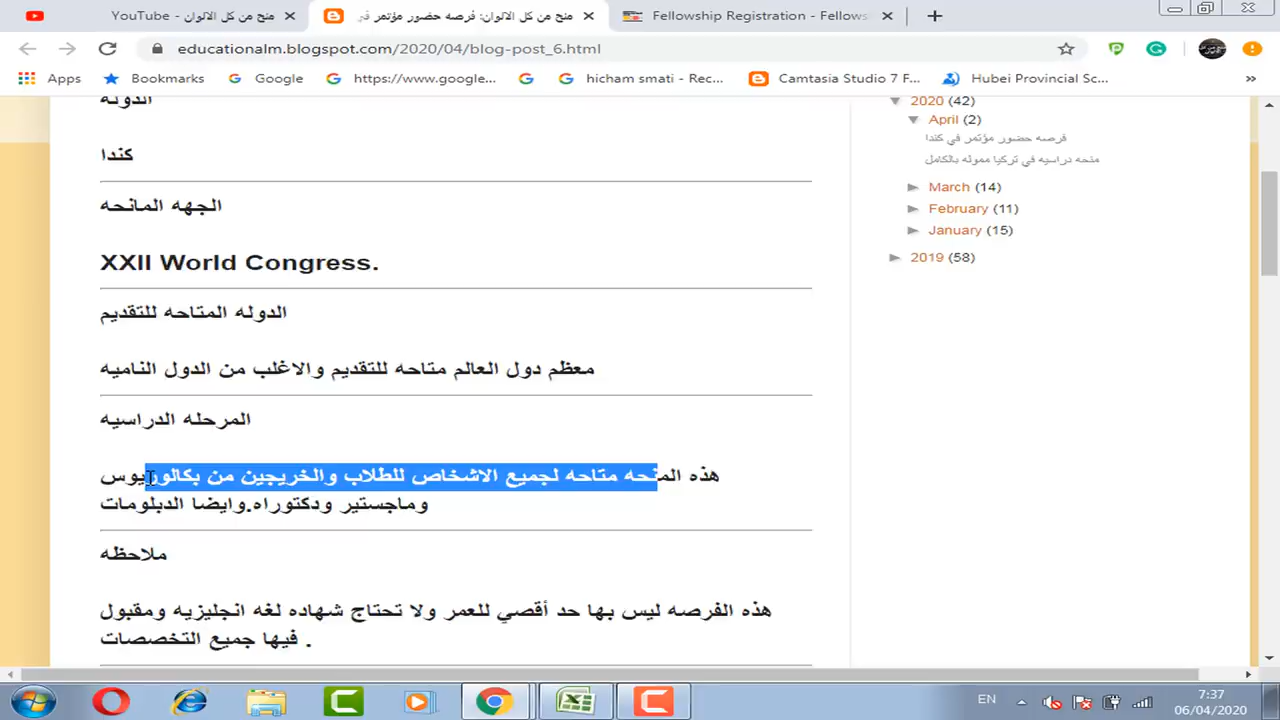 منح من كل الالوان - YouTube
منح من كل الالوان: فرصه حضور مؤتمر في
Fellowship Registration - Fellows
educationalm.blogspot.com/2020/04/blog-post_6.html
Apps
Bookmarks
Google
https://www.google...
hicham smati - Rec...
Camtasia Studio 7 F...
Hubei Provincial Sc...
»
الدوله
كندا
الجهه المانحه
XXII World Congress.
الدوله المتاحه للتقديم
معظم دول العالم متاحه للتقديم والاغلب من الدول الناميه
المرحله الدراسيه
هذه المنحه متاحه لجميع الاشخاص للطلاب والخريجين من بكالوريوس
وماجستير ودكتوراه.وايضا الدبلومات
ملاحظه
هذه الفرصه ليس بها حد أقصي للعمر ولا تحتاج شهاده لغه انجليزيه ومقبول
فيها جميع التخصصات .
2020 (42)
April (2)
فرصه حضور مؤتمر في كندا
منحه دراسيه في تركيا مموله بالكامل
March (14)
February (11)
January (15)
2019 (58)
EN
7:37
06/04/2020